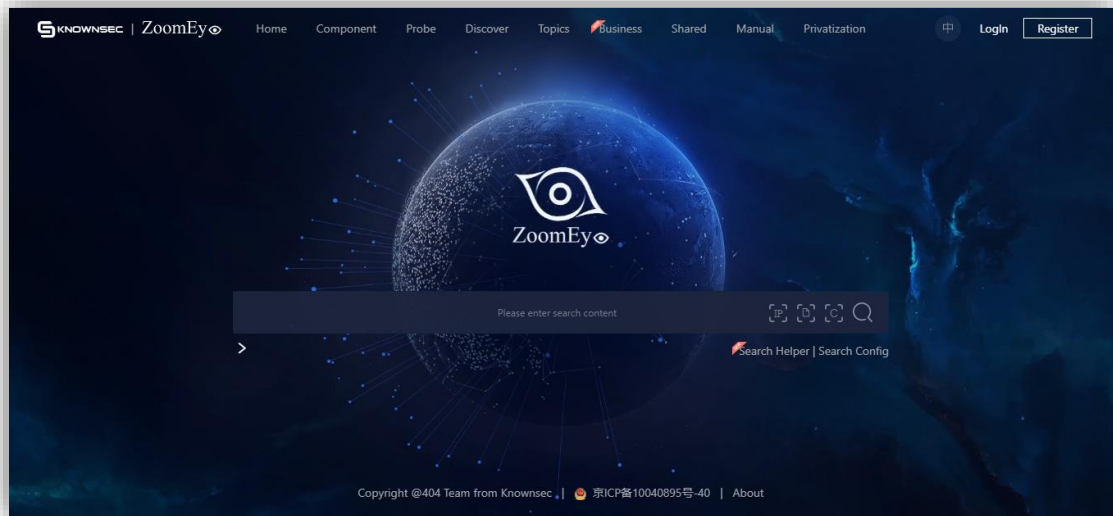 KNOWNSEC | ZoomEye Home Component Probe Discover Topics Business Shared Manual Privatization 中 LogIn Register
ZoomEye
Please enter search content IP D C
Search Helper | Search Config
Copyright @404 Team from Knownsec | 京ICP备10040895号-40 | About